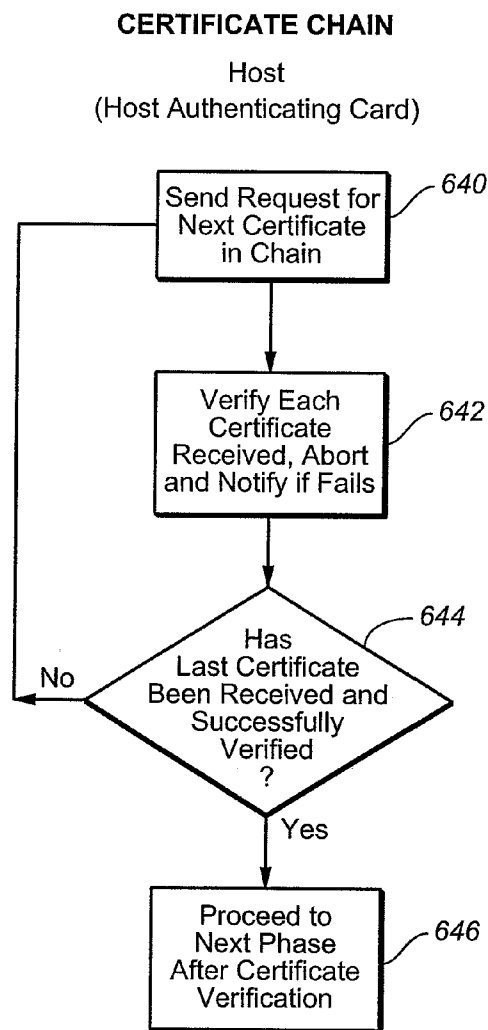 CERTIFICATE CHAIN
Host
(Host Authenticating Card)
Send Request for
Next Certificate
in Chain
640
Verify Each
Certificate
Received, Abort
and Notify if Fails
642
Has
Last Certificate
Been Received and
Successfully
Verified
?
644
No
Yes
Proceed to
Next Phase
After Certificate
Verification
646